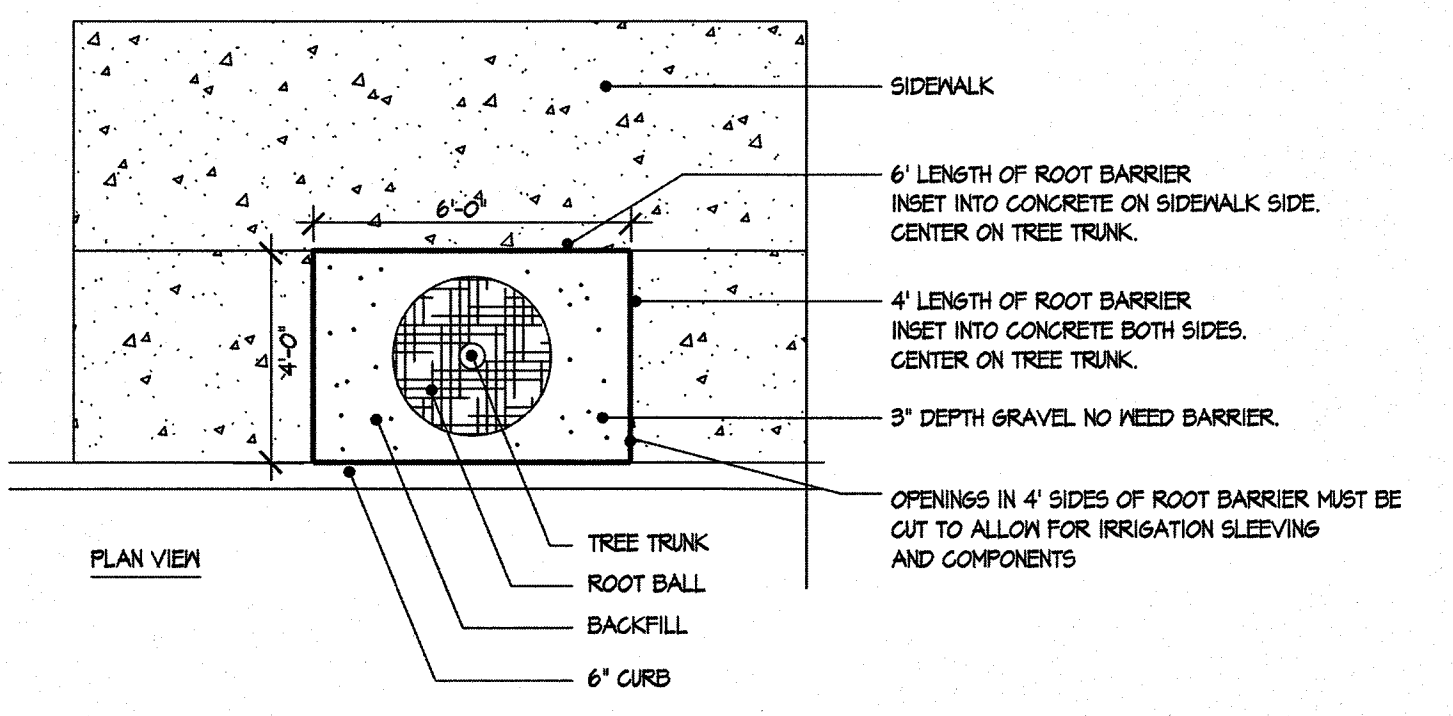 SIDEWALK
6' LENGTH OF ROOT BARRIER
INSET INTO CONCRETE ON SIDEWALK SIDE.
CENTER ON TREE TRUNK.
6'-0"
4' LENGTH OF ROOT BARRIER
INSET INTO CONCRETE BOTH SIDES.
CENTER ON TREE TRUNK.
4'-0"
3" DEPTH GRAVEL NO WEED BARRIER.
OPENINGS IN 4' SIDES OF ROOT BARRIER MUST BE
CUT TO ALLOW FOR IRRIGATION SLEEVING
AND COMPONENTS
PLAN VIEW
TREE TRUNK
ROOT BALL
BACKFILL
6" CURB